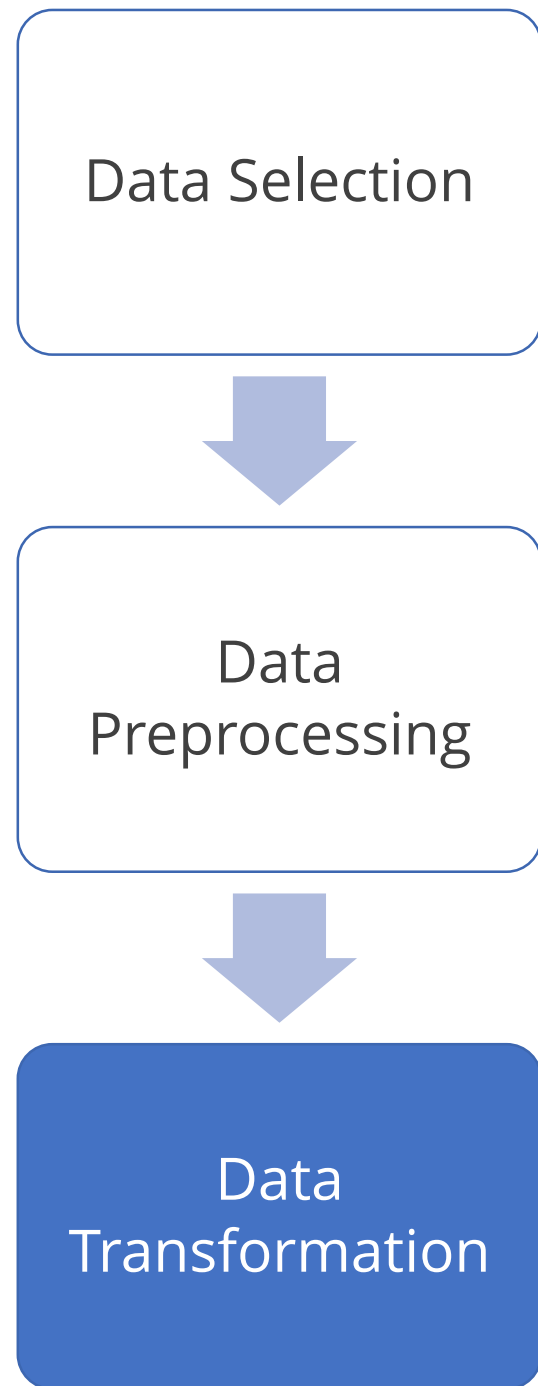 Data Selection
Data
Preprocessing
Data
Transformation